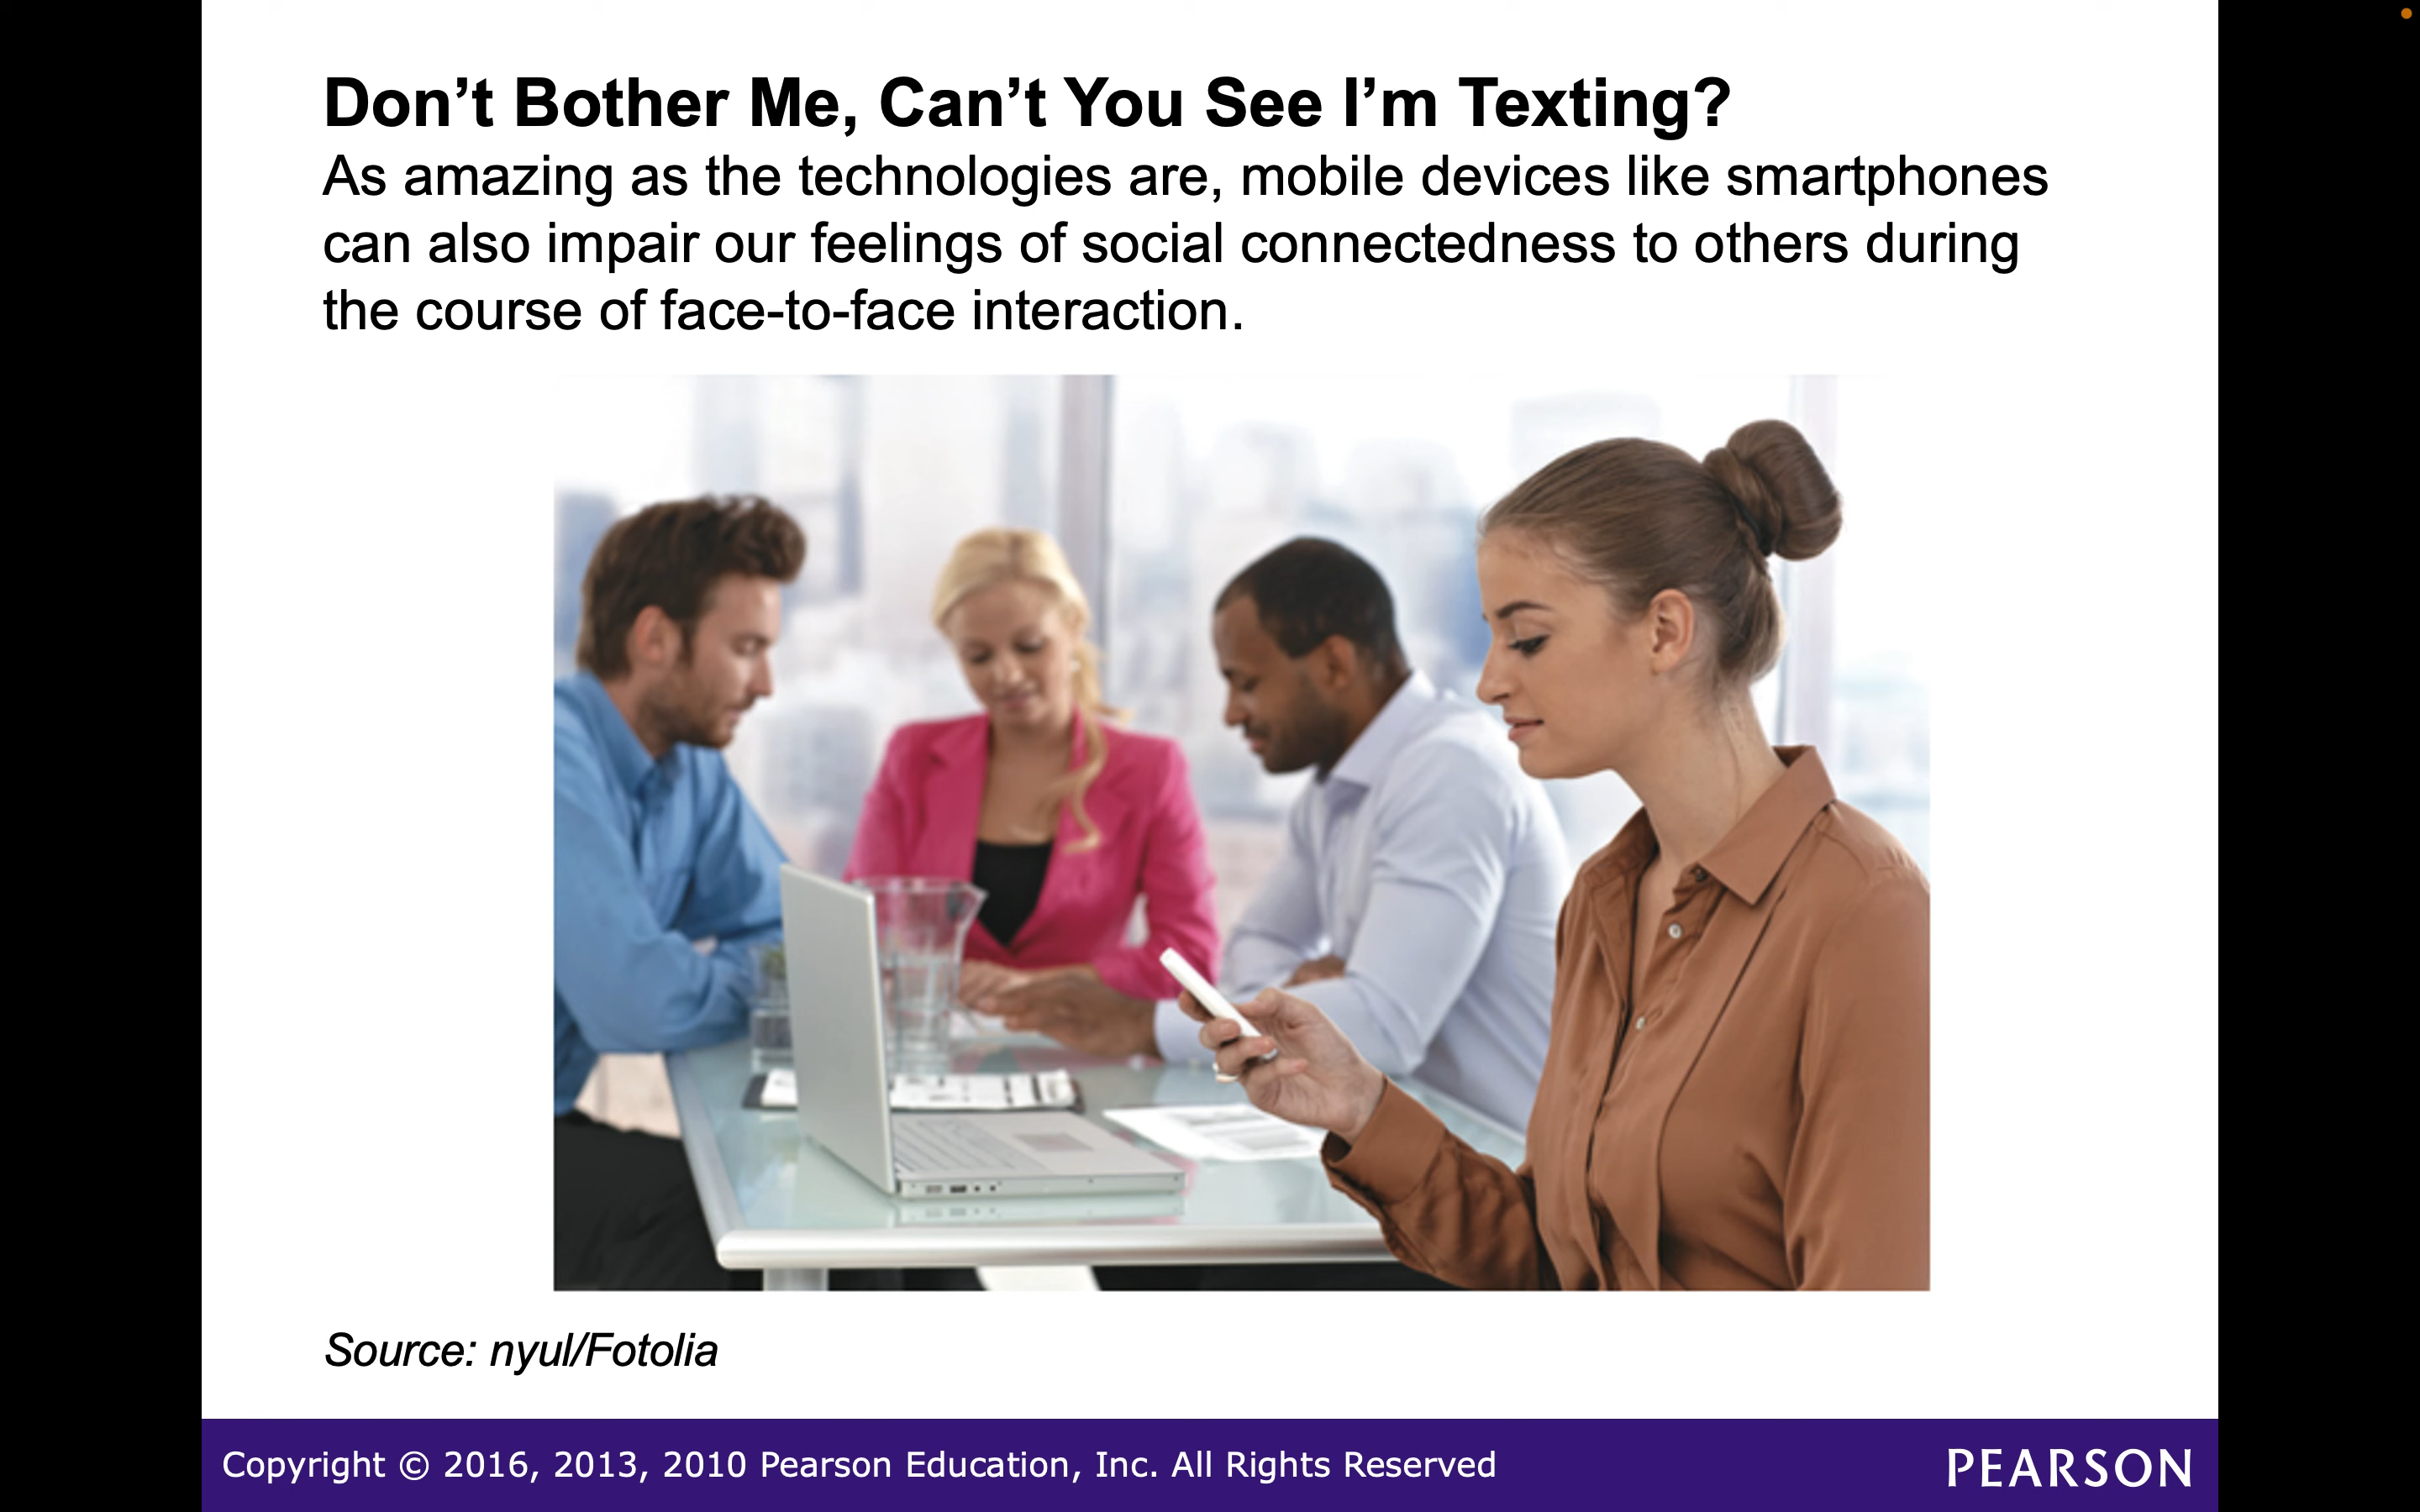 Don’t Bother Me, Can’t You See I’m Texting?
As amazing as the technologies are, mobile devices like smartphones
can also impair our feelings of social connectedness to others during
the course of face-to-face interaction.
Source: nyul/Fotolia
Copyright © 2016, 2013, 2010 Pearson Education, Inc. All Rights Reserved
PEARSON